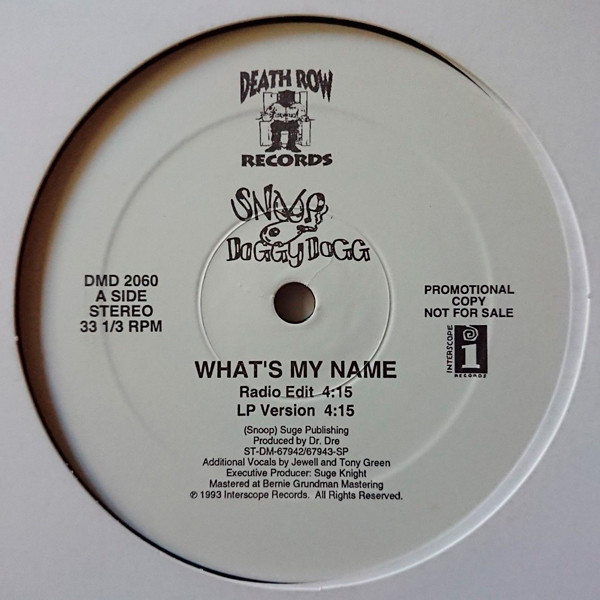 DEATH ROW
RECORDS
SNOOP
DOGGY DOGG
DMD 2060
A SIDE
STEREO
33 1/3 RPM
PROMOTIONAL
COPY
NOT FOR SALE
INTERSCOPE
RECORDS
WHAT'S MY NAME
Radio Edit 4:15
LP Version 4:15
(Snoop) Suge Publishing
Produced by Dr. Dre
ST-DM-67942/67943-SP
Additional Vocals by Jewell and Tony Green
Executive Producer: Suge Knight
Mastered at Bernie Grundman Mastering
℗ 1993 Interscope Records. All Rights Reserved.